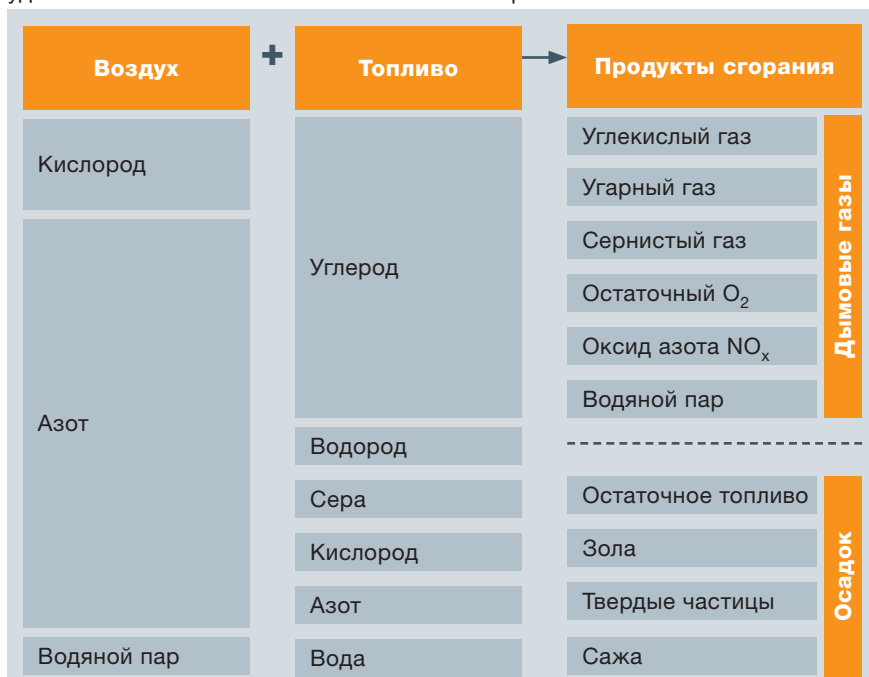 Воздух + Топливо Продукты сгорания
Кислород
Азот
Водяной пар
Углерод
Водород
Сера
Кислород
Азот
Вода
Углекислый газ
Угарный газ
Сернистый газ
Остаточный O₂
Оксид азота NOₓ
Водяной пар
Дымовые газы
Остаточное топливо
Зола
Твердые частицы
Сажа
Осадок